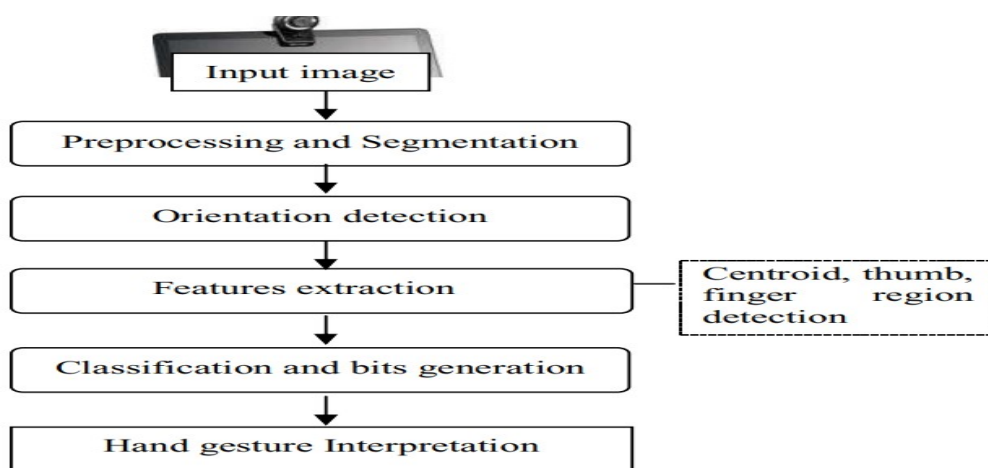 Input image
Preprocessing and Segmentation
Orientation detection
Features extraction
Centroid, thumb,
finger region
detection
Classification and bits generation
Hand gesture Interpretation